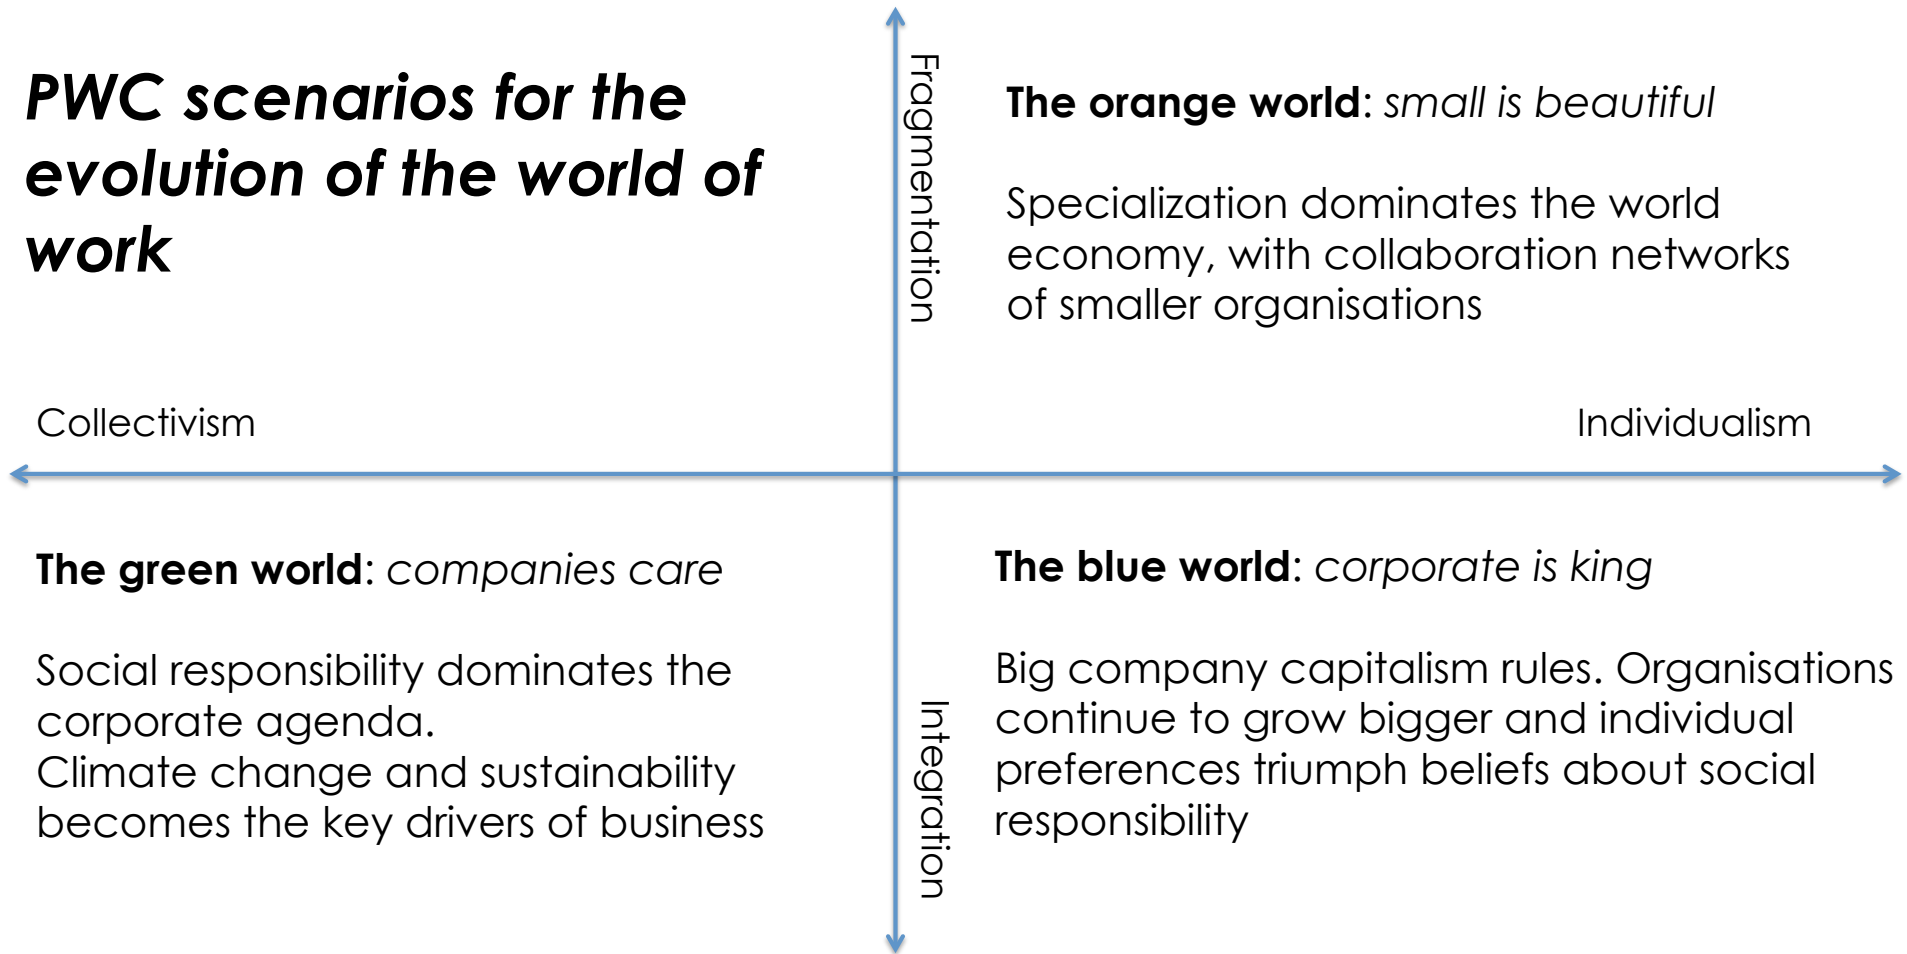 PWC scenarios for the
evolution of the world of
work
Fragmentation
The orange world: small is beautiful
Specialization dominates the world
economy, with collaboration networks
of smaller organisations
Collectivism
Individualism
The green world: companies care
Social responsibility dominates the
corporate agenda.
Climate change and sustainability
becomes the key drivers of business
Integration
The blue world: corporate is king
Big company capitalism rules. Organisations
continue to grow bigger and individual
preferences triumph beliefs about social
responsibility